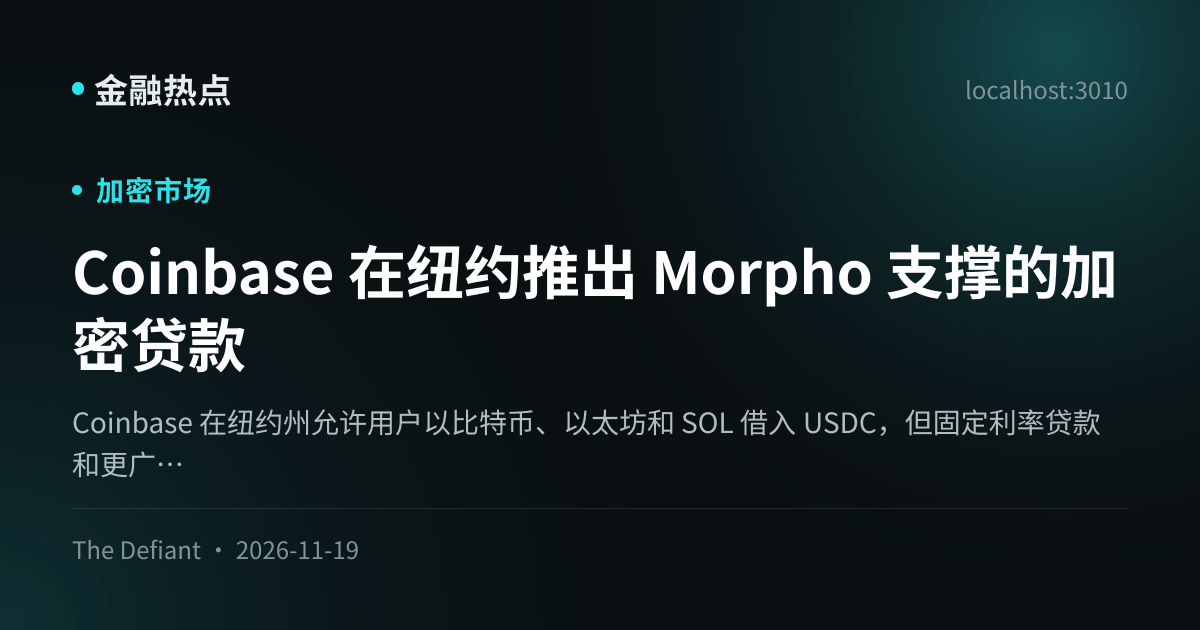 金融热点
localhost:3010
加密市场
Coinbase 在纽约推出 Morpho 支撑的加
密贷款
Coinbase 在纽约州允许用户以比特币、以太坊和 SOL 借入 USDC，但固定利率贷款
和更广…
The Defiant • 2026-11-19